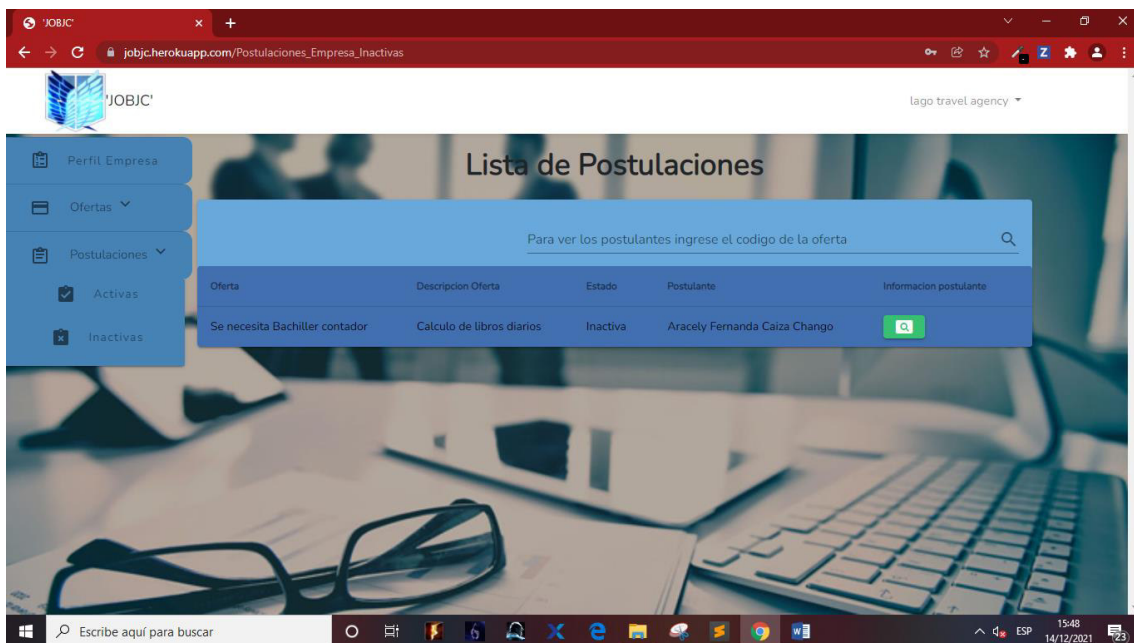 'JOBJC'
jobjc.herokuapp.com/Postulaciones_Empresa_Inactivas
'JOBJC'
lago travel agency
Perfil Empresa
Ofertas
Postulaciones
Activas
Inactivas
Lista de Postulaciones
Para ver los postulantes ingrese el codigo de la oferta
Oferta Descripcion Oferta Estado Postulante Informacion postulante
Se necesita Bachiller contador Calculo de libros diarios Inactiva Aracely Fernanda Caiza Chango
Escribe aquí para buscar
ESP
15:48
14/12/2021
23